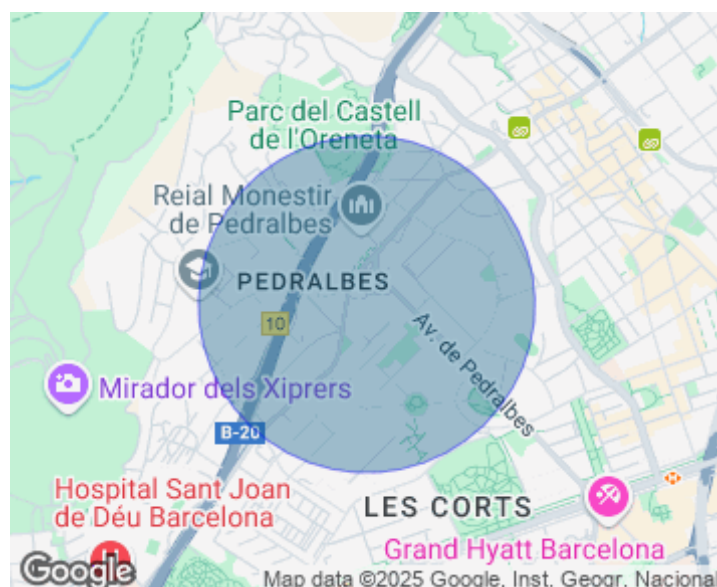 Parc del Castell
de l'Oreneta
Reial Monestir
de Pedralbes
PEDRALBES
10
Av. de Pedralbes
Mirador dels Xiprers
B-20
Hospital Sant Joan
de Déu Barcelona
LES CORTS
Grand Hyatt Barcelona
Google
Map data ©2025 Google, Inst. Geogr. Nacional